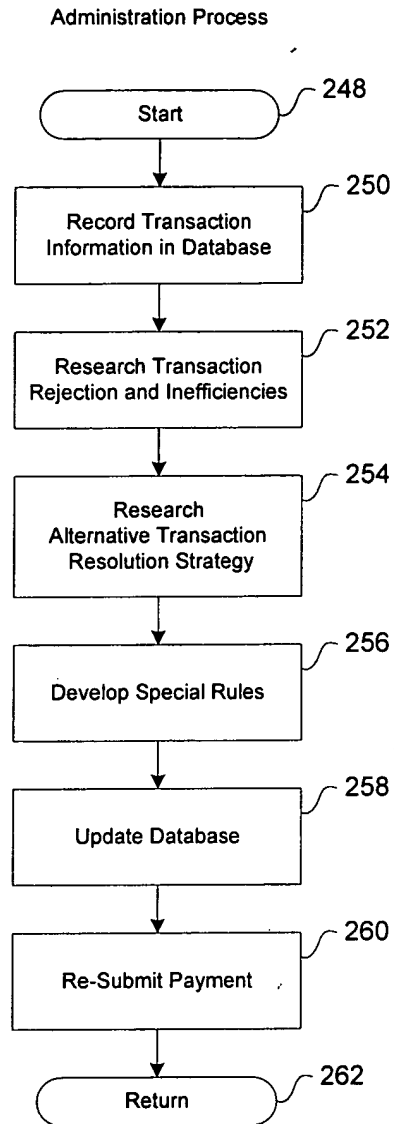 Administration Process
Start
248
250
Record Transaction
Information in Database
252
Research Transaction
Rejection and Inefficiencies
254
Research
Alternative Transaction
Resolution Strategy
256
Develop Special Rules
258
Update Database
260
Re-Submit Payment
262
Return